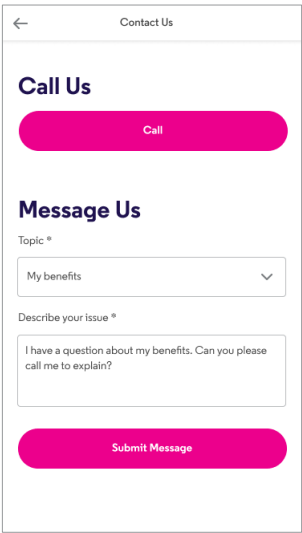 Contact Us
Call Us
Call
Message Us
Topic *
My benefits
Describe your issue *
I have a question about my benefits. Can you please
call me to explain?
Submit Message